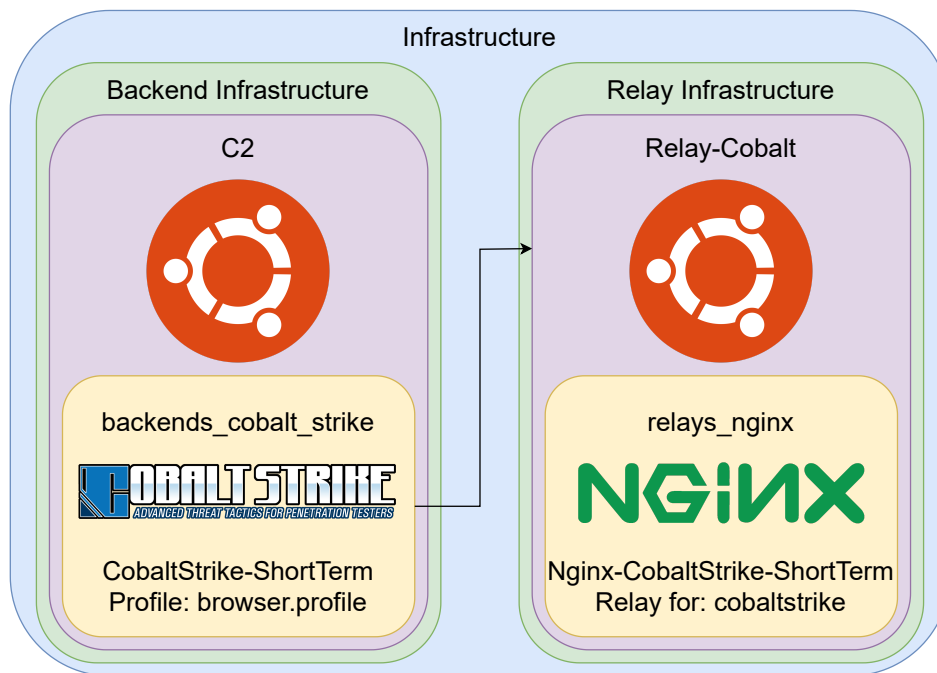 Infrastructure
Backend Infrastructure
C2
backends_cobalt_strike
COBALT STRIKE
ADVANCED THREAT TACTICS FOR PENETRATION TESTERS
CobaltStrike-ShortTerm
Profile: browser.profile
Relay Infrastructure
Relay-Cobalt
relays_nginx
NGiNX
Nginx-CobaltStrike-ShortTerm
Relay for: cobaltstrike